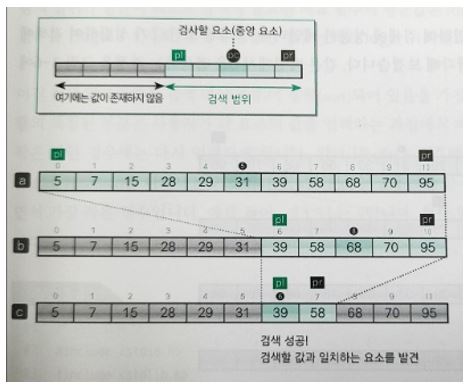 검사할 요소(중앙 요소)
pl pc pr
여기에는 값이 존재하지 않음 검색 범위
pl pr
0 1 2 3 4 5 6 7 8 9 10
a 5 7 15 28 29 31 39 58 68 70 95
pl pr
0 1 2 3 4 5 6 7 8 9 10
b 5 7 15 28 29 31 39 58 68 70 95
pl pr
0 1 2 3 4 5 6 7 8 9 10
c 5 7 15 28 29 31 39 58 68 70 95
검색 성공!
검색할 값과 일치하는 요소를 발견